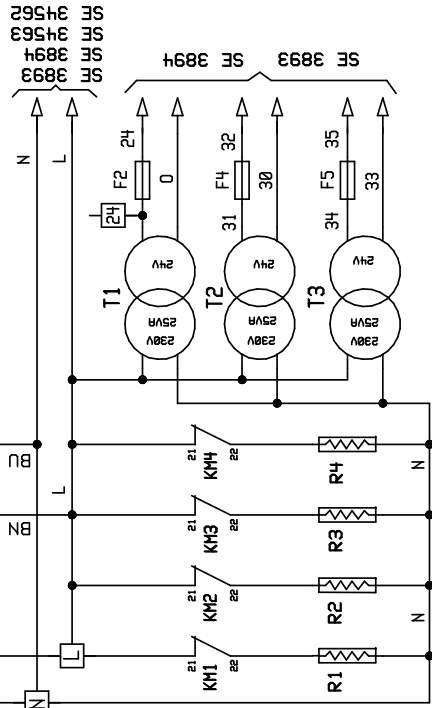 SE 34562
SE 34563
SE 3894
SE 3893
SE 3894
SE 3893
N
L
24
F2
0
24
32
F4
31
30
35
F5
34
33
T1
24V
25VA
230V
T2
24V
25VA
230V
T3
24V
25VA
230V
BU
L
BN
21
KM4
22
R4
N
21
KM3
22
R3
21
KM2
22
R2
N
21
KM1
22
R1
L
N